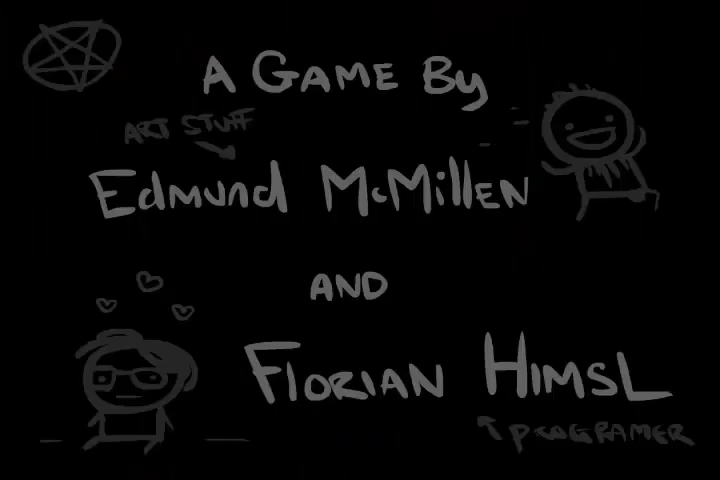 A GAME By
ART STUFF
Edmund McMillEN
AND
FlORIAN HIMSL
PROGRAMER